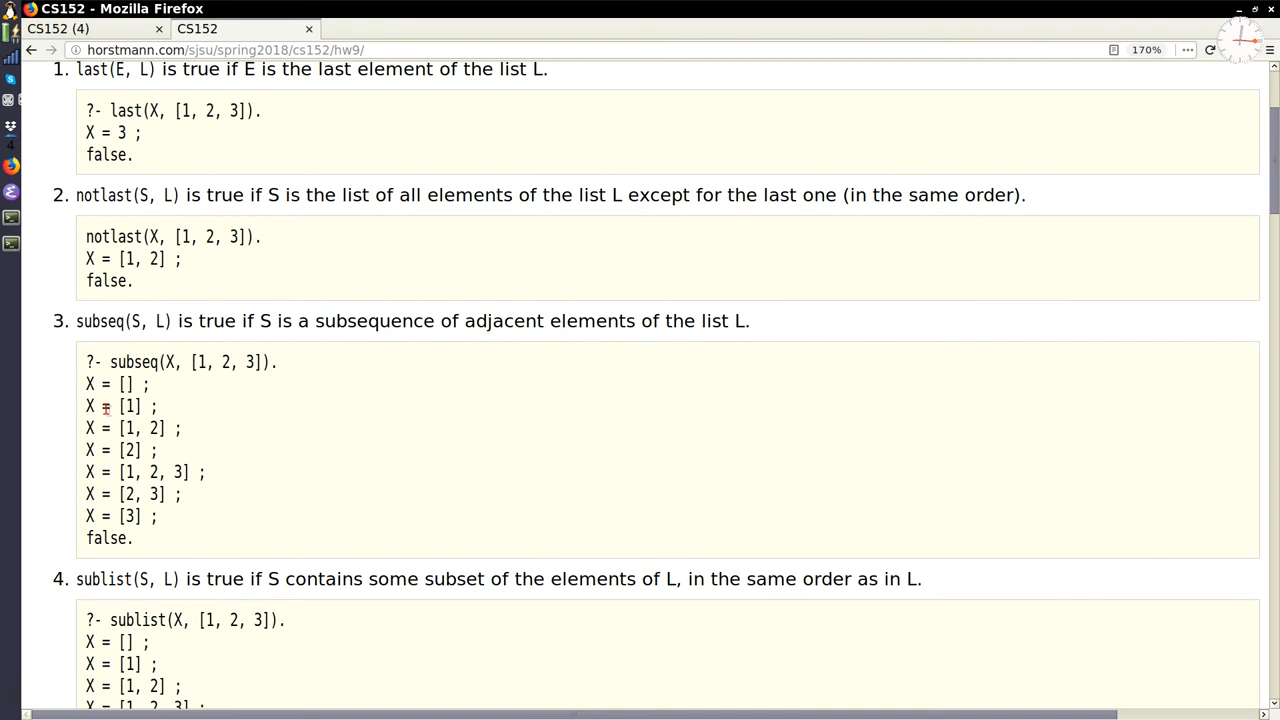 CS152 - Mozilla Firefox
CS152 (4) × CS152 ×
horstmann.com/sjsu/spring2018/cs152/hw9/ 170%
1. last(E, L) is true if E is the last element of the list L.
?- last(X, [1, 2, 3]).
X = 3 ;
false.
2. notlast(S, L) is true if S is the list of all elements of the list L except for the last one (in the same order).
notlast(X, [1, 2, 3]).
X = [1, 2] ;
false.
3. subseq(S, L) is true if S is a subsequence of adjacent elements of the list L.
?- subseq(X, [1, 2, 3]).
X = [] ;
X = [1] ;
X = [1, 2] ;
X = [2] ;
X = [1, 2, 3] ;
X = [2, 3] ;
X = [3] ;
false.
4. sublist(S, L) is true if S contains some subset of the elements of L, in the same order as in L.
?- sublist(X, [1, 2, 3]).
X = [] ;
X = [1] ;
X = [1, 2] ;
X = [1, 2, 3] ;
4